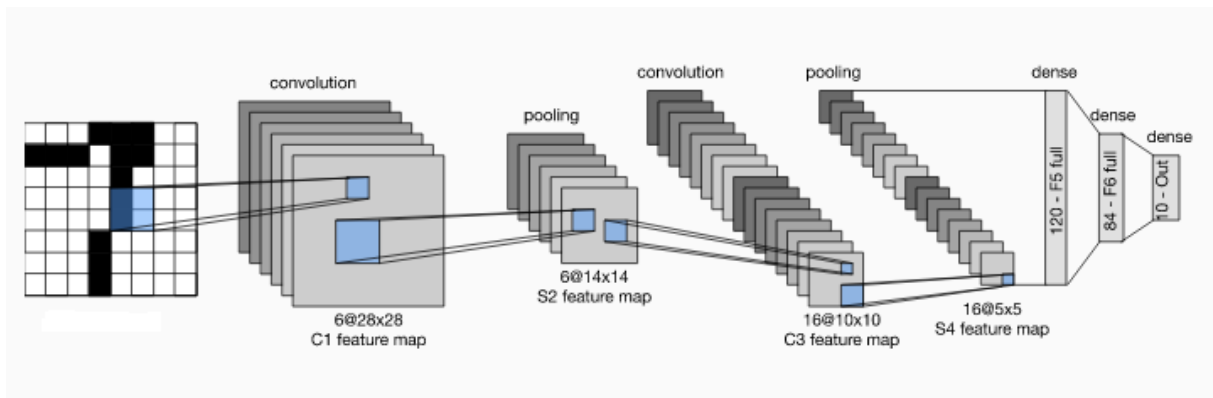 convolution
pooling
convolution
pooling
dense
dense
dense
6@28x28
C1 feature map
6@14x14
S2 feature map
16@10x10
C3 feature map
16@5x5
S4 feature map
120 - F5 full
84 - F6 full
10 - Out